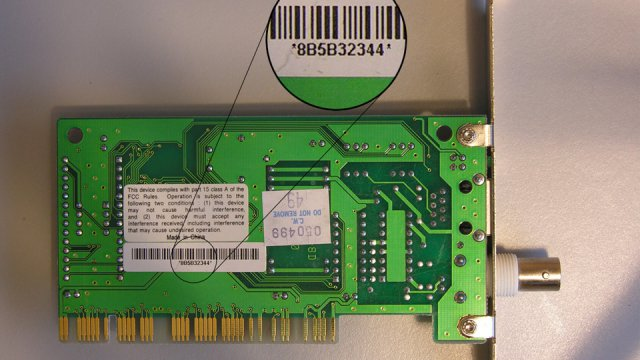 *8B5B32344*
This device complies with part 15 class A of the
FCC Rules. Operation is subject to the
following two conditions : (1) this device
may not cause harmful interference,
and (2) this device must accept any
interference received, including interference
that may cause undesired operation.
Made in China
*8B5B32344*
49
C.W.
DO NOT REMOVE
050499